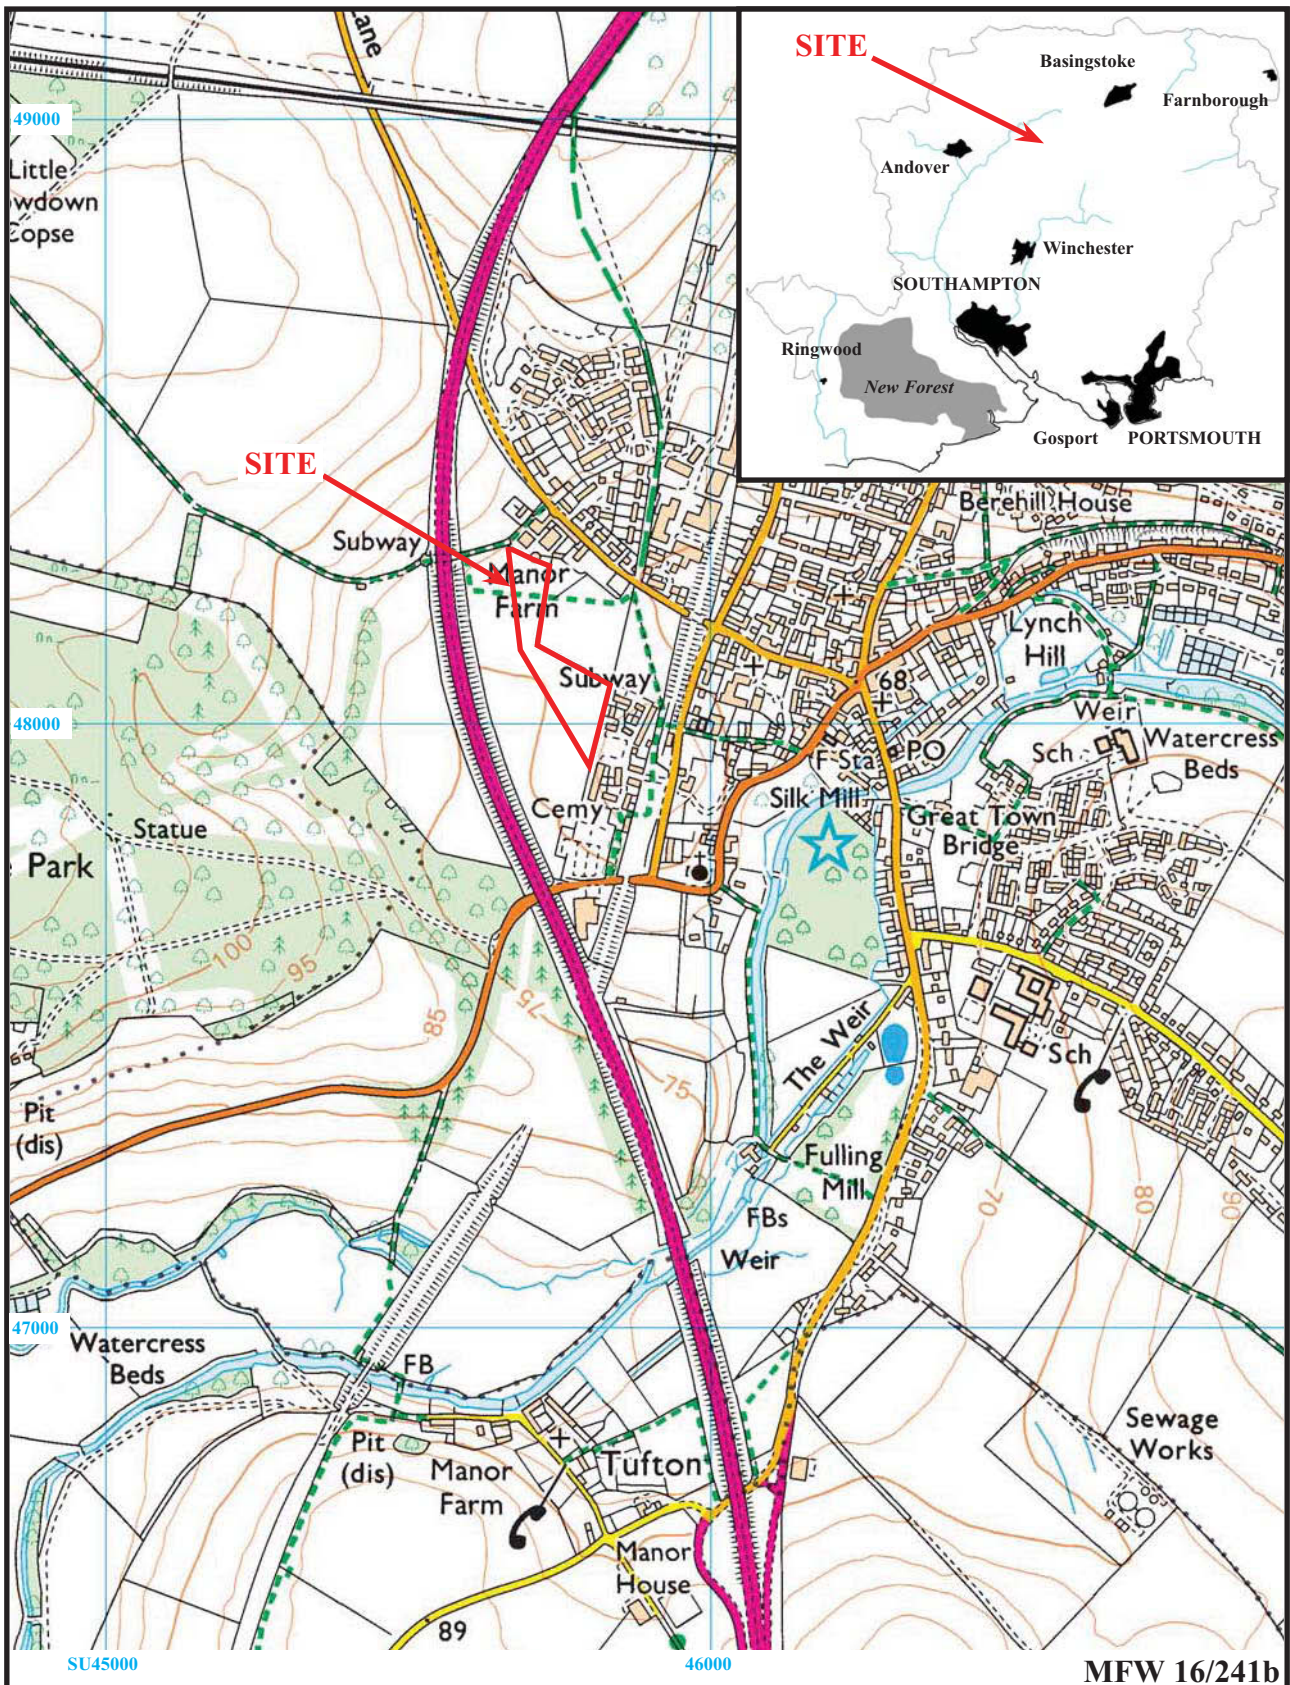 ane
SITE
Basingstoke
Farnborough
Andover
Winchester
SOUTHAMPTON
Ringwood
New Forest
Gosport
PORTSMOUTH
49000
Little
owdown
Copse
SITE
Subway
Manor
Farm
Subway
Berehill House
Lynch
Hill
68
48000
Weir
Watercress
Beds
Sch
PO
F Sta
Silk Mill
Great Town
Bridge
Cemy
Statue
Park
100
95
85
75
75
The Weir
Sch
Pit
(dis)
Fulling
Mill
70
80
90
FBs
Weir
47000
Watercress
Beds
FB
Pit
(dis)
Manor
Farm
Tufton
Sewage
Works
Manor
House
89
SU45000
46000
MFW 16/241b